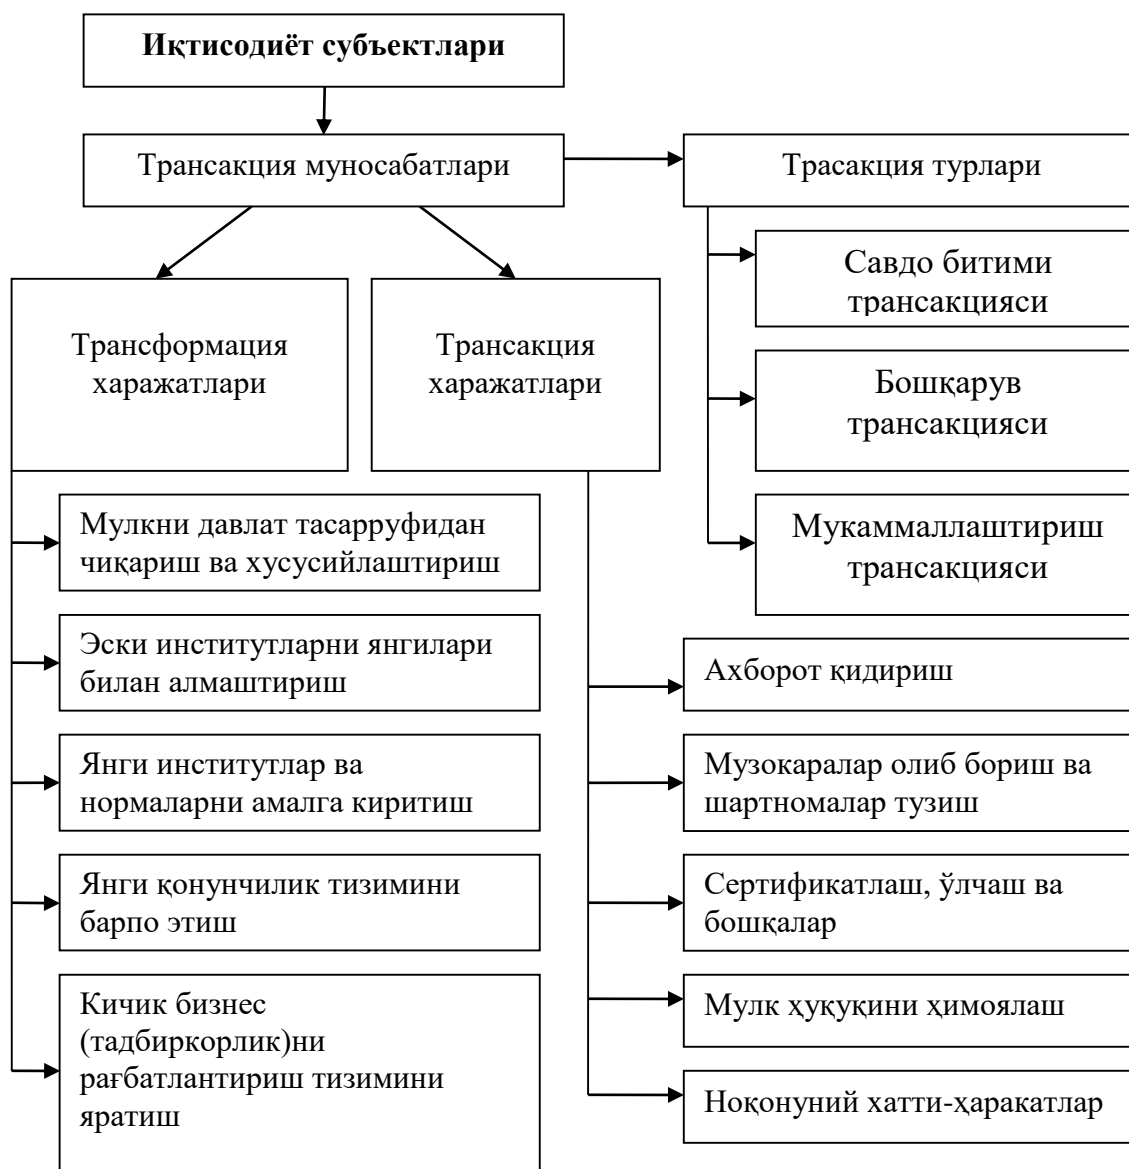 Иқтисодиёт субъектлари
Трансакция муносабатлари
Трасакция турлари
Савдо битими
трансакцияси
Бошқарув
трансакцияси
Мукаммаллаштириш
трансакцияси
Трансформация
харажатлари
Трансакция
харажатлари
Мулкни давлат тасарруфидан
чиқариш ва хусусийлаштириш
Эски институтларни янгилари
билан алмаштириш
Янги институтлар ва
нормаларни амалга киритиш
Янги қонунчилик тизимини
барпо этиш
Кичик бизнес
(тадбиркорлик)ни
рағбатлантириш тизимини
яратиш
Ахборот қидириш
Музокаралар олиб бориш ва
шартномалар тузиш
Сертификатлаш, ўлчаш ва
бошқалар
Мулк ҳуқуқини ҳимоялаш
Ноқонуний хатти-ҳаракатлар